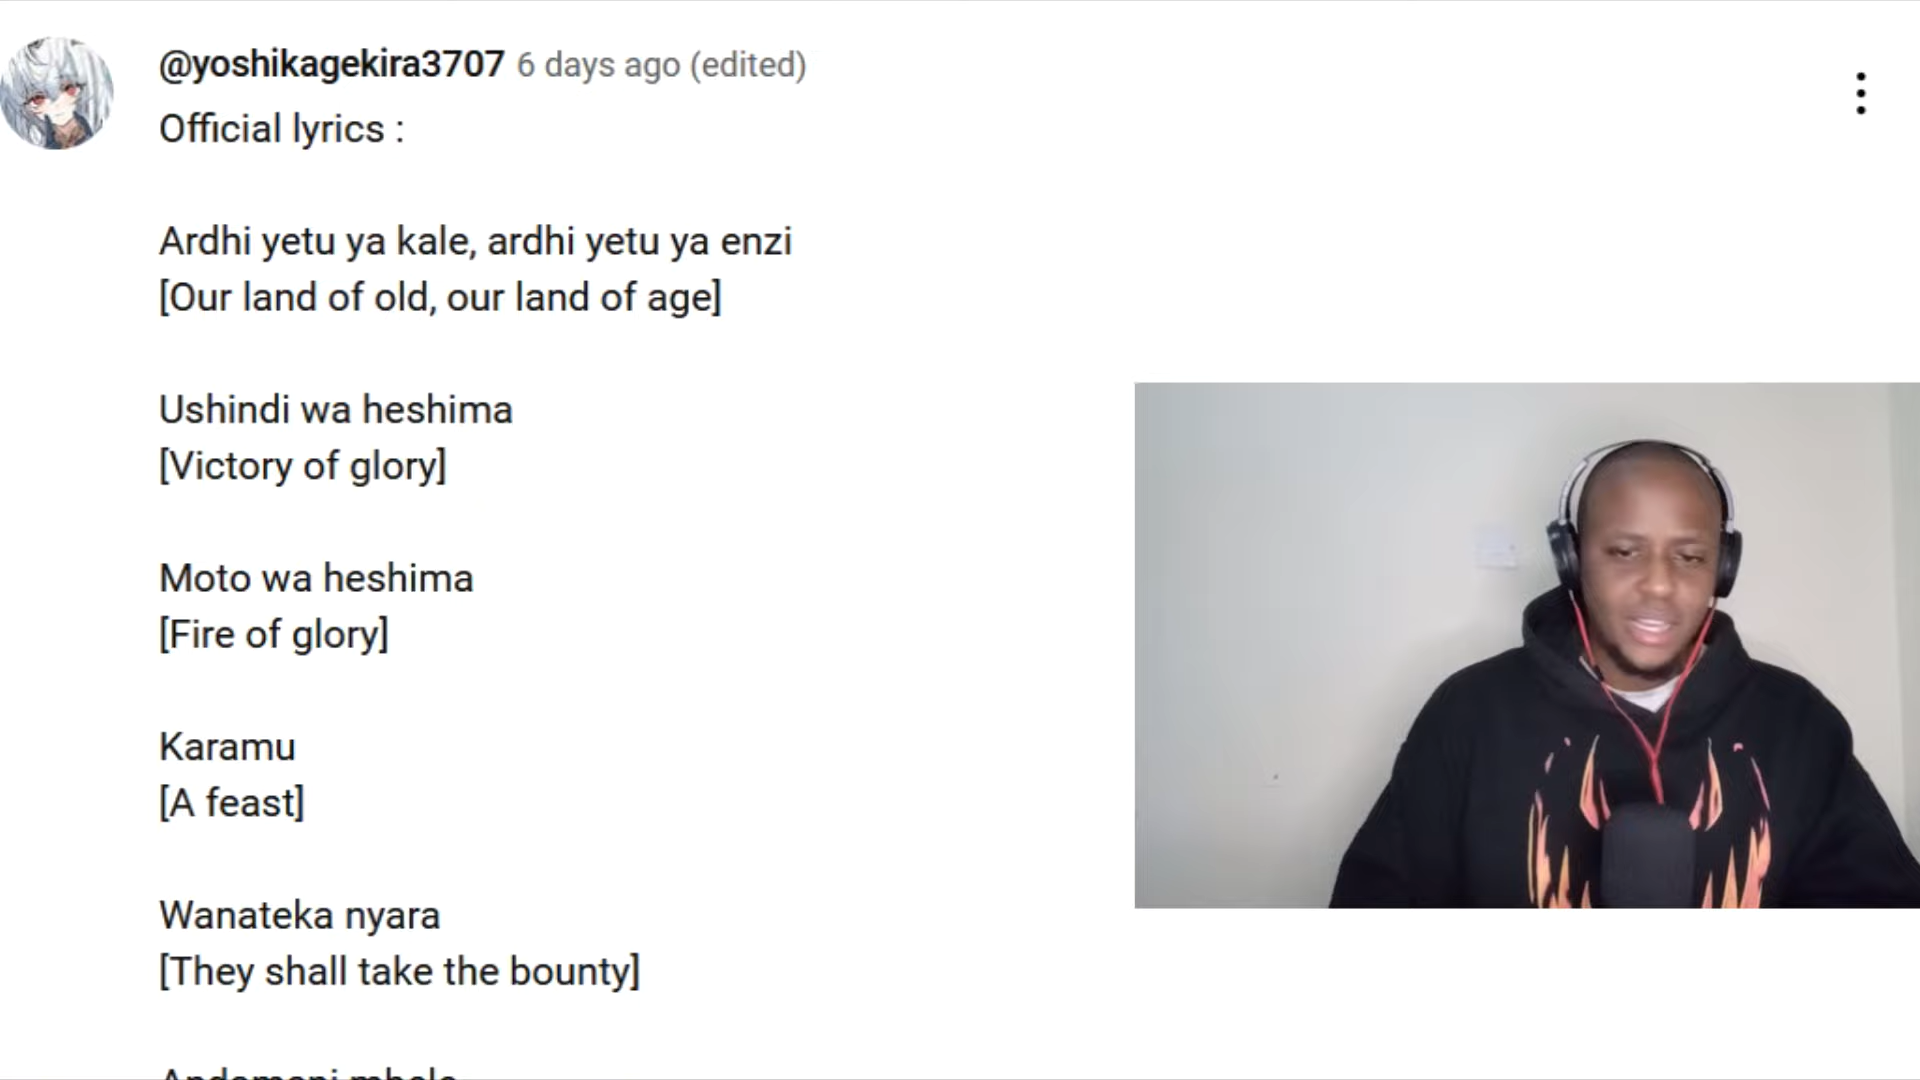 @yoshikagekira3707 6 days ago (edited)
Official lyrics :
Ardhi yetu ya kale, ardhi yetu ya enzi
[Our land of old, our land of age]
Ushindi wa heshima
[Victory of glory]
Moto wa heshima
[Fire of glory]
Karamu
[A feast]
Wanateka nyara
[They shall take the bounty]